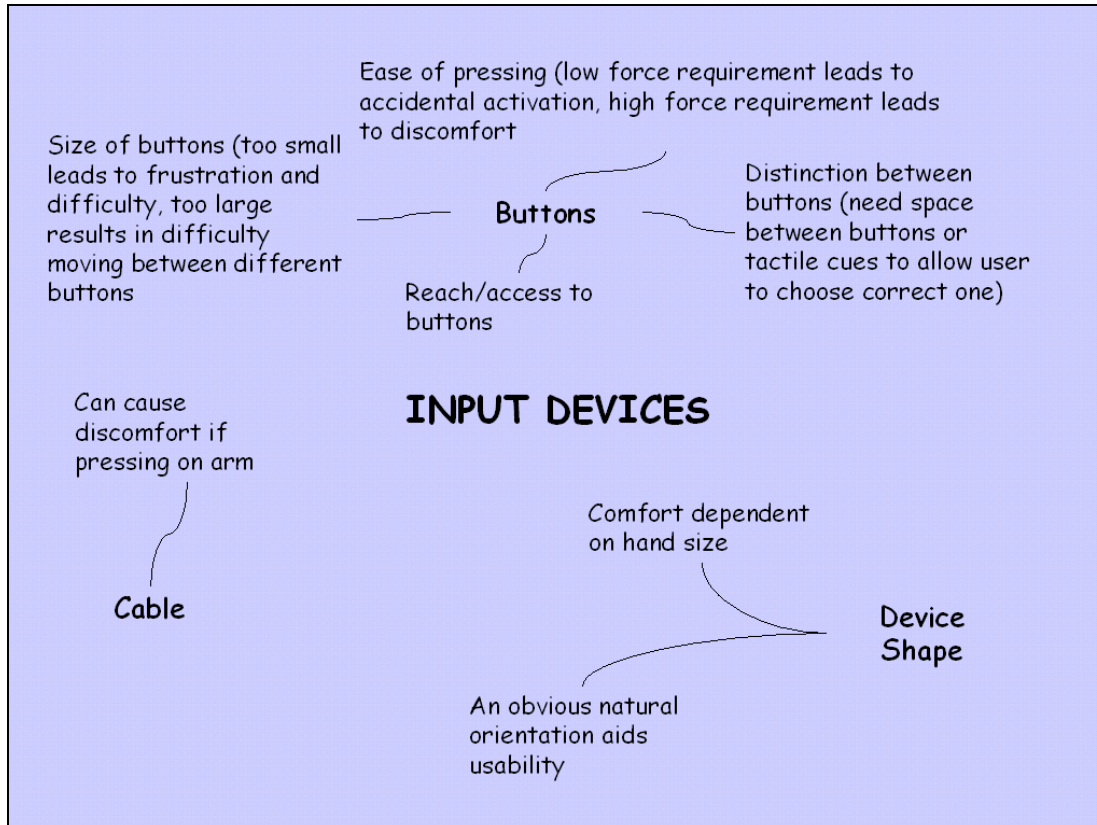 Ease of pressing (low force requirement leads to
accidental activation, high force requirement leads
to discomfort
Size of buttons (too small
leads to frustration and
difficulty, too large
results in difficulty
moving between different
buttons
Buttons
Distinction between
buttons (need space
between buttons or
tactile cues to allow user
to choose correct one)
Reach/access to
buttons
INPUT DEVICES
Can cause
discomfort if
pressing on arm
Cable
Comfort dependent
on hand size
Device
Shape
An obvious natural
orientation aids
usability